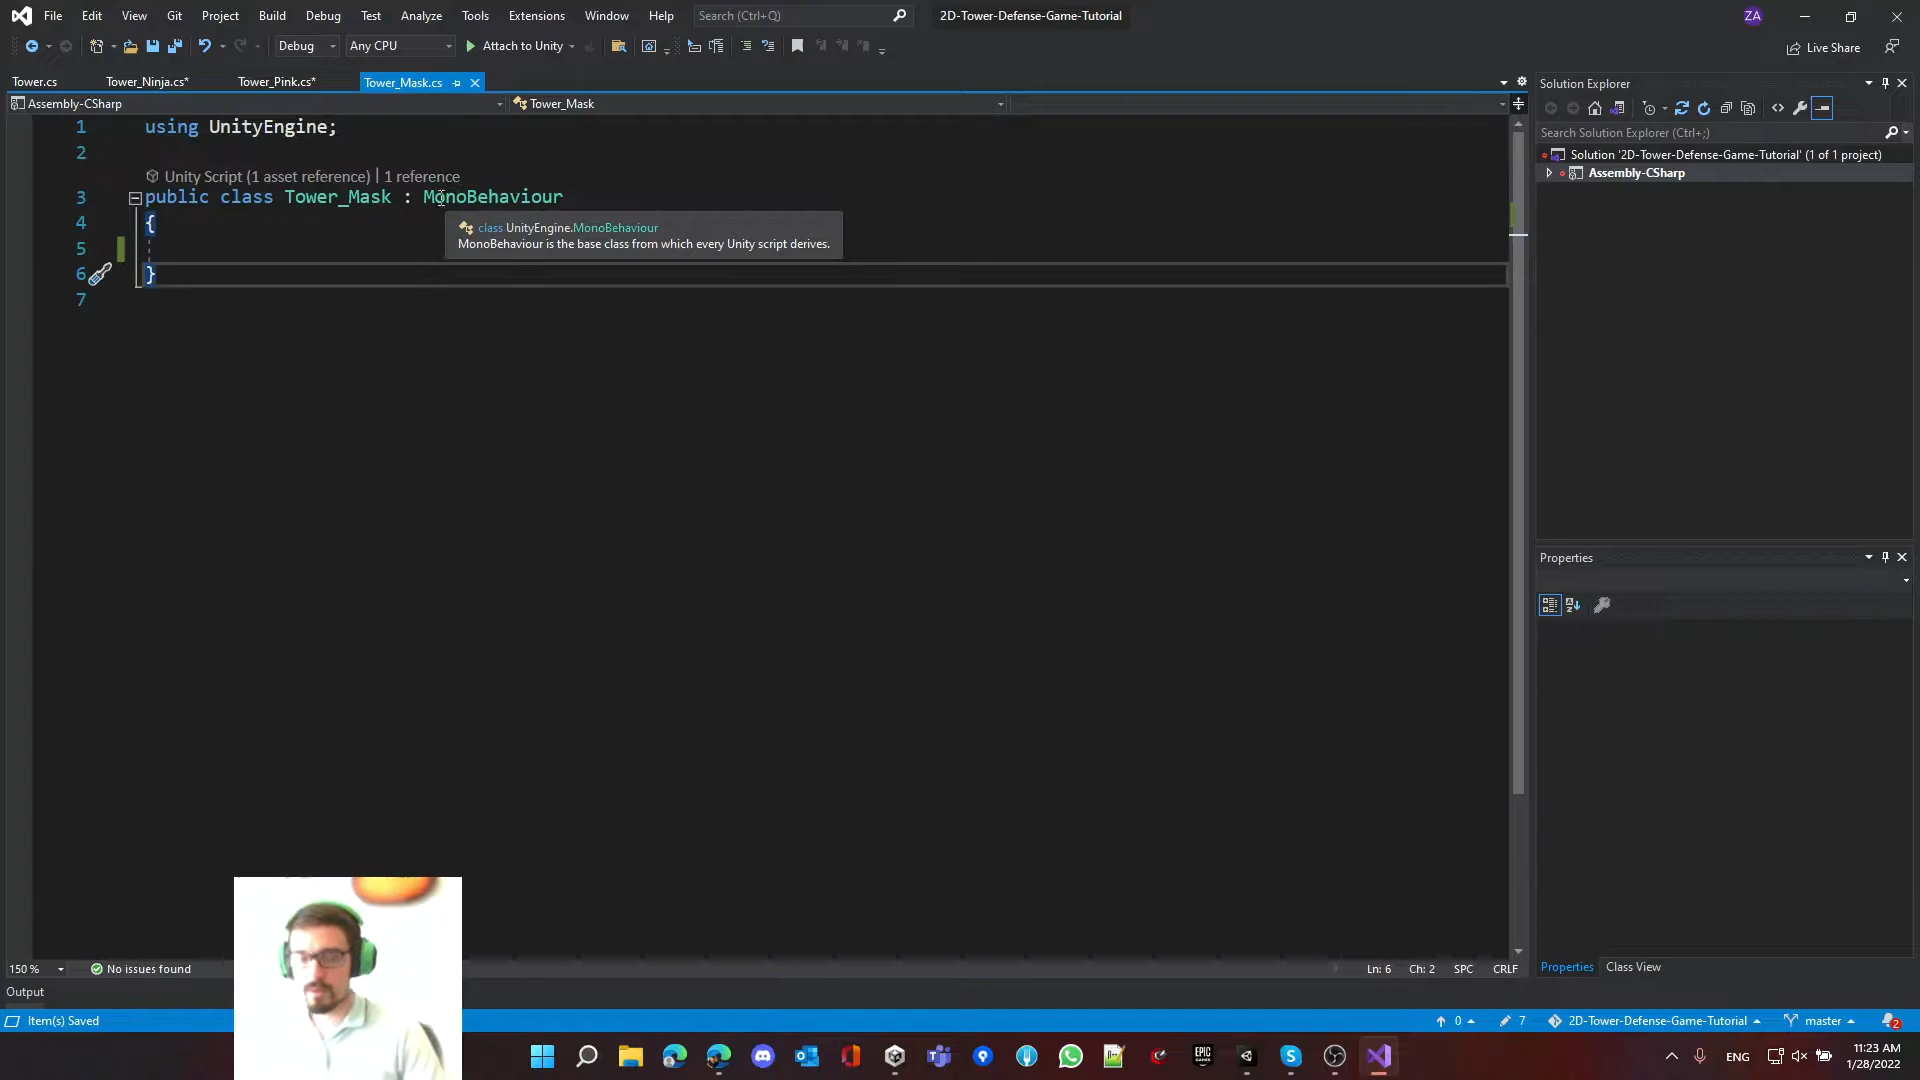 File Edit View Git Project Build Debug Test Analyze Tools Extensions Window Help Search (Ctrl+Q) 2D-Tower-Defense-Game-Tutorial ZA
Debug Any CPU Attach to Unity Live Share
Tower.cs Tower_Ninja.cs* Tower_Pink.cs* Tower_Mask.cs
Assembly-CSharp Tower_Mask
1 using UnityEngine;
2
Unity Script (1 asset reference) | 1 reference
3 public class Tower_Mask : MonoBehaviour
4 {
class UnityEngine.MonoBehaviour
MonoBehaviour is the base class from which every Unity script derives.
5
6 }
7
Solution Explorer
Search Solution Explorer (Ctrl+;)
Solution '2D-Tower-Defense-Game-Tutorial' (1 of 1 project)
Assembly-CSharp
Properties
Properties Class View
150 % No issues found Ln: 6 Ch: 2 SPC CRLF
Output
Item(s) Saved 0 7 2D-Tower-Defense-Game-Tutorial master 2
EPIC GAMES
ENG 11:23 AM
1/28/2022